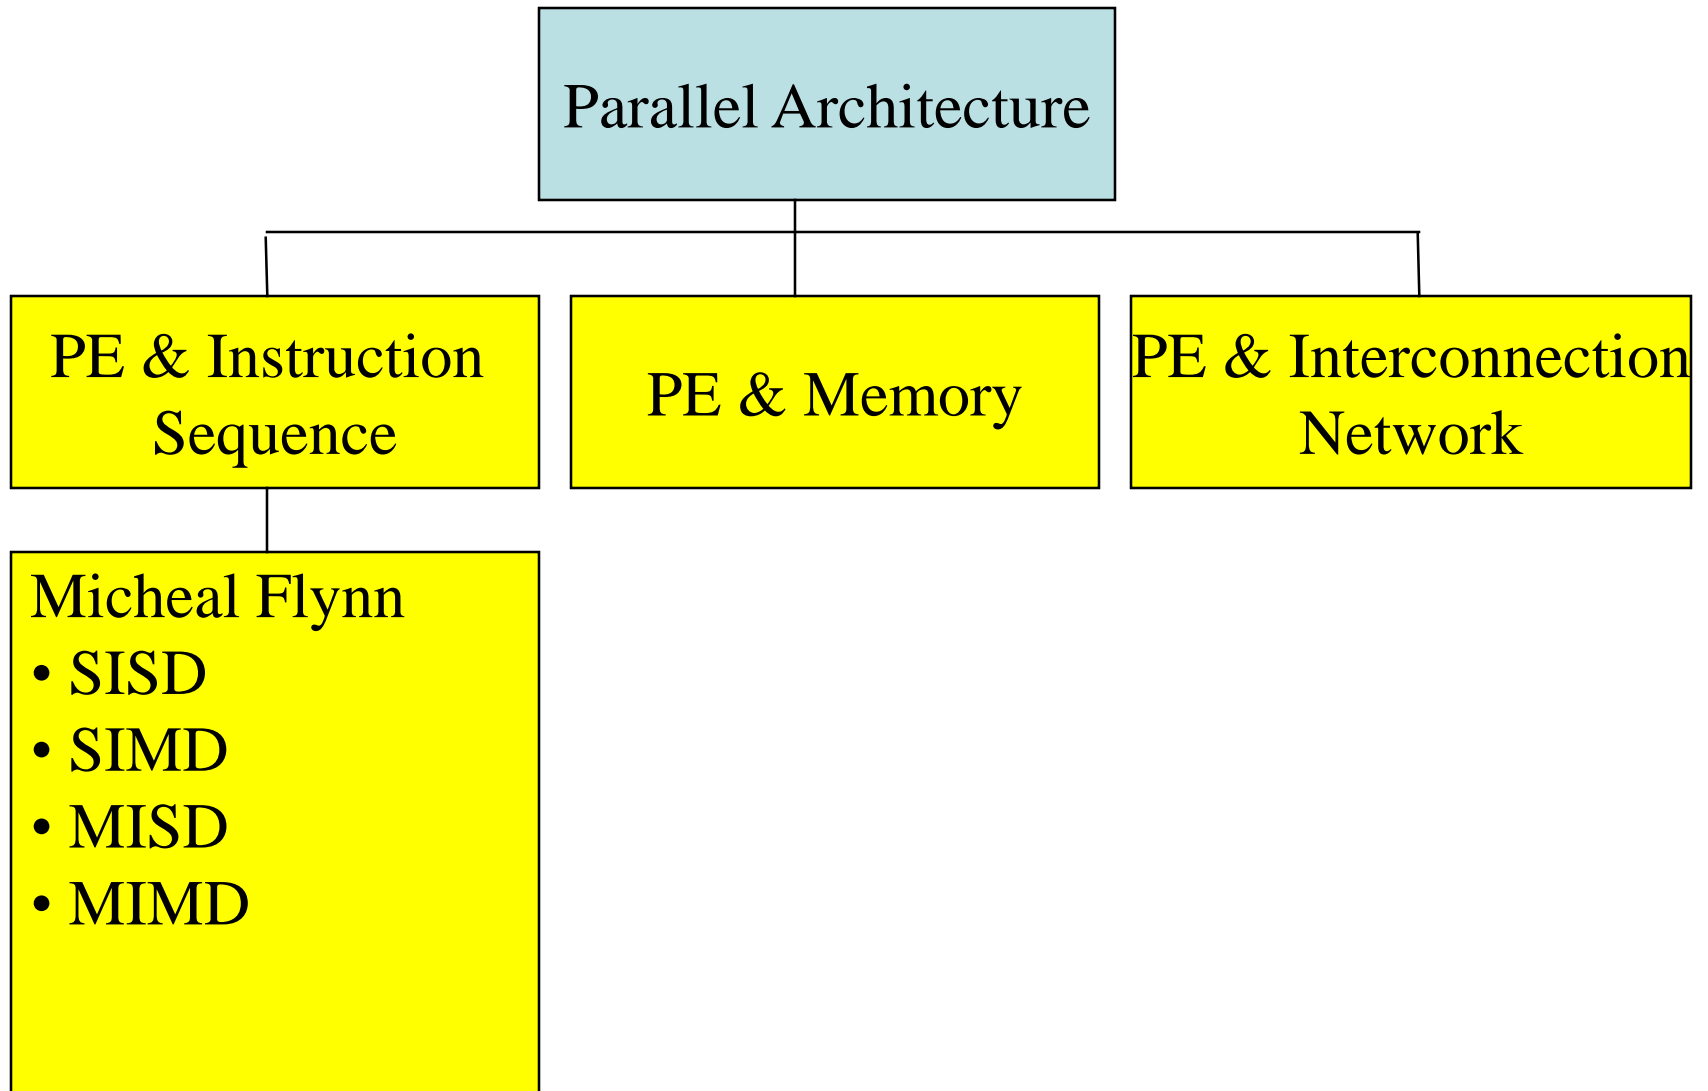 Parallel Architecture
PE & Instruction
Sequence
PE & Memory
PE & Interconnection
Network
Micheal Flynn
• SISD
• SIMD
• MISD
• MIMD